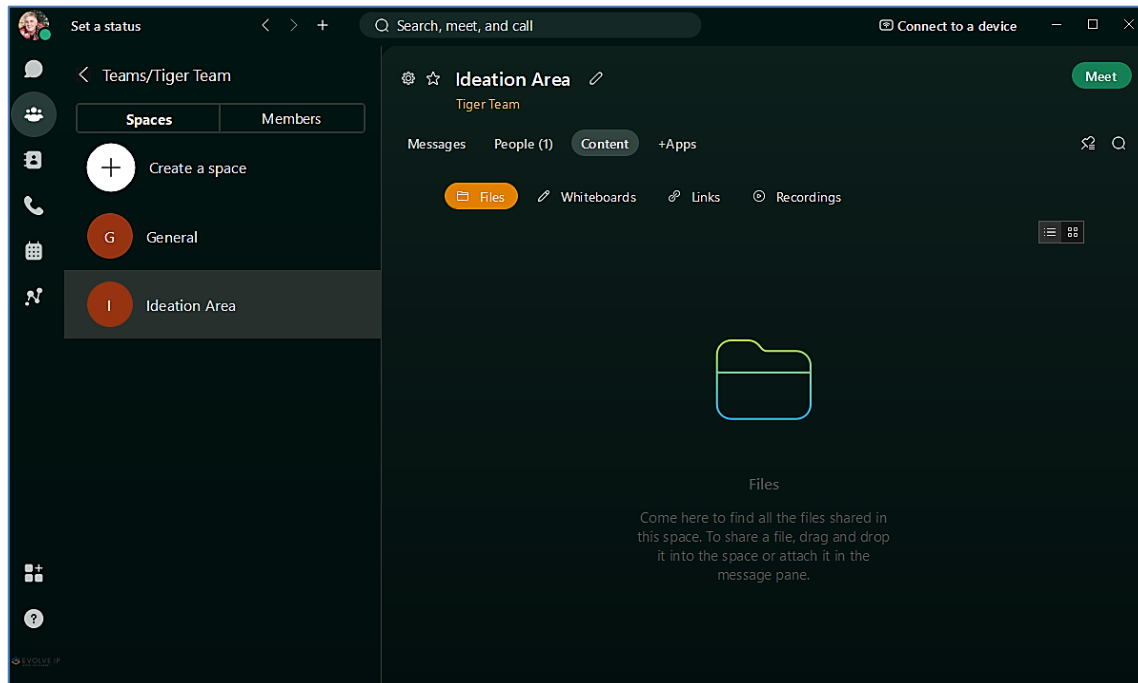 Set a status
Search, meet, and call
Connect to a device
Teams/Tiger Team
Spaces
Members
Create a space
G
General
I
Ideation Area
Ideation Area
Tiger Team
Meet
Messages
People (1)
Content
+Apps
Files
Whiteboards
Links
Recordings
Files
Come here to find all the files shared in
this space. To share a file, drag and drop
it into the space or attach it in the
message pane.
EVOLVE IP